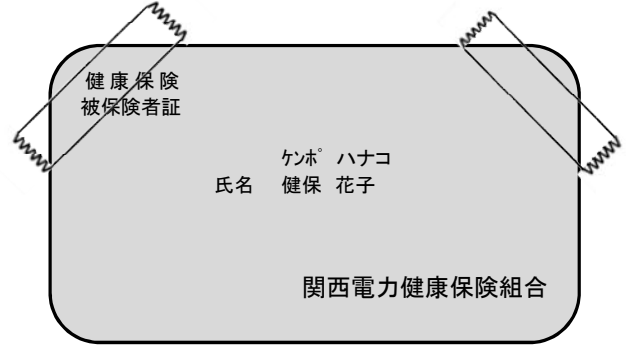 健康保険
被保険者証
ケンポ ハナコ
氏名 健保 花子
関西電力健康保険組合